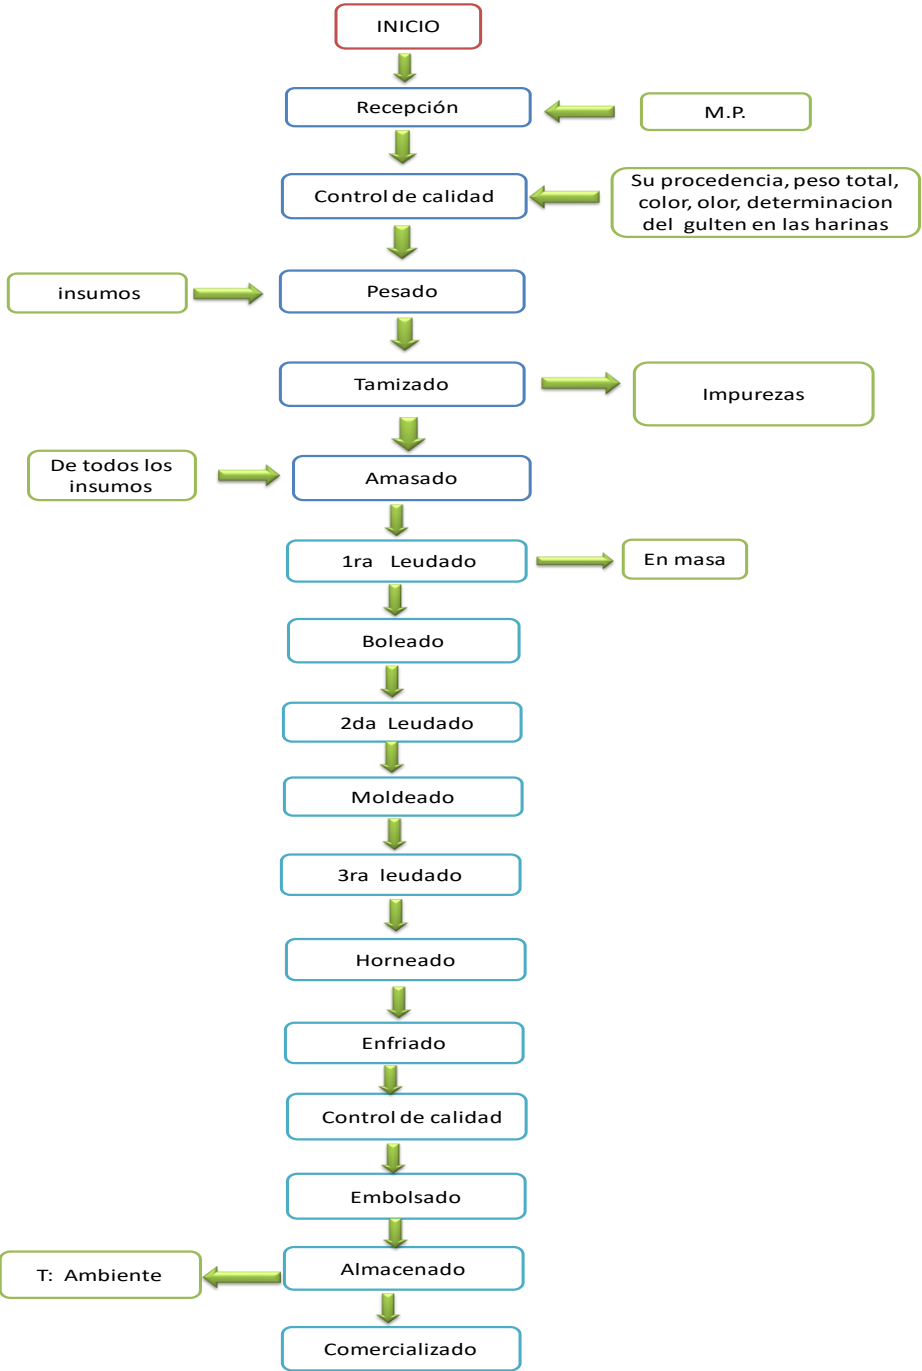 INICIO
Recepción
M.P.
Control de calidad
Su procedencia, peso total,
color, olor, determinacion
del gulten en las harinas
insumos
Pesado
Tamizado
Impurezas
De todos los
insumos
Amasado
1ra Leudado
En masa
Boleado
2da Leudado
Moldeado
3ra leudado
Horneado
Enfriado
Control de calidad
Embolsado
T: Ambiente
Almacenado
Comercializado